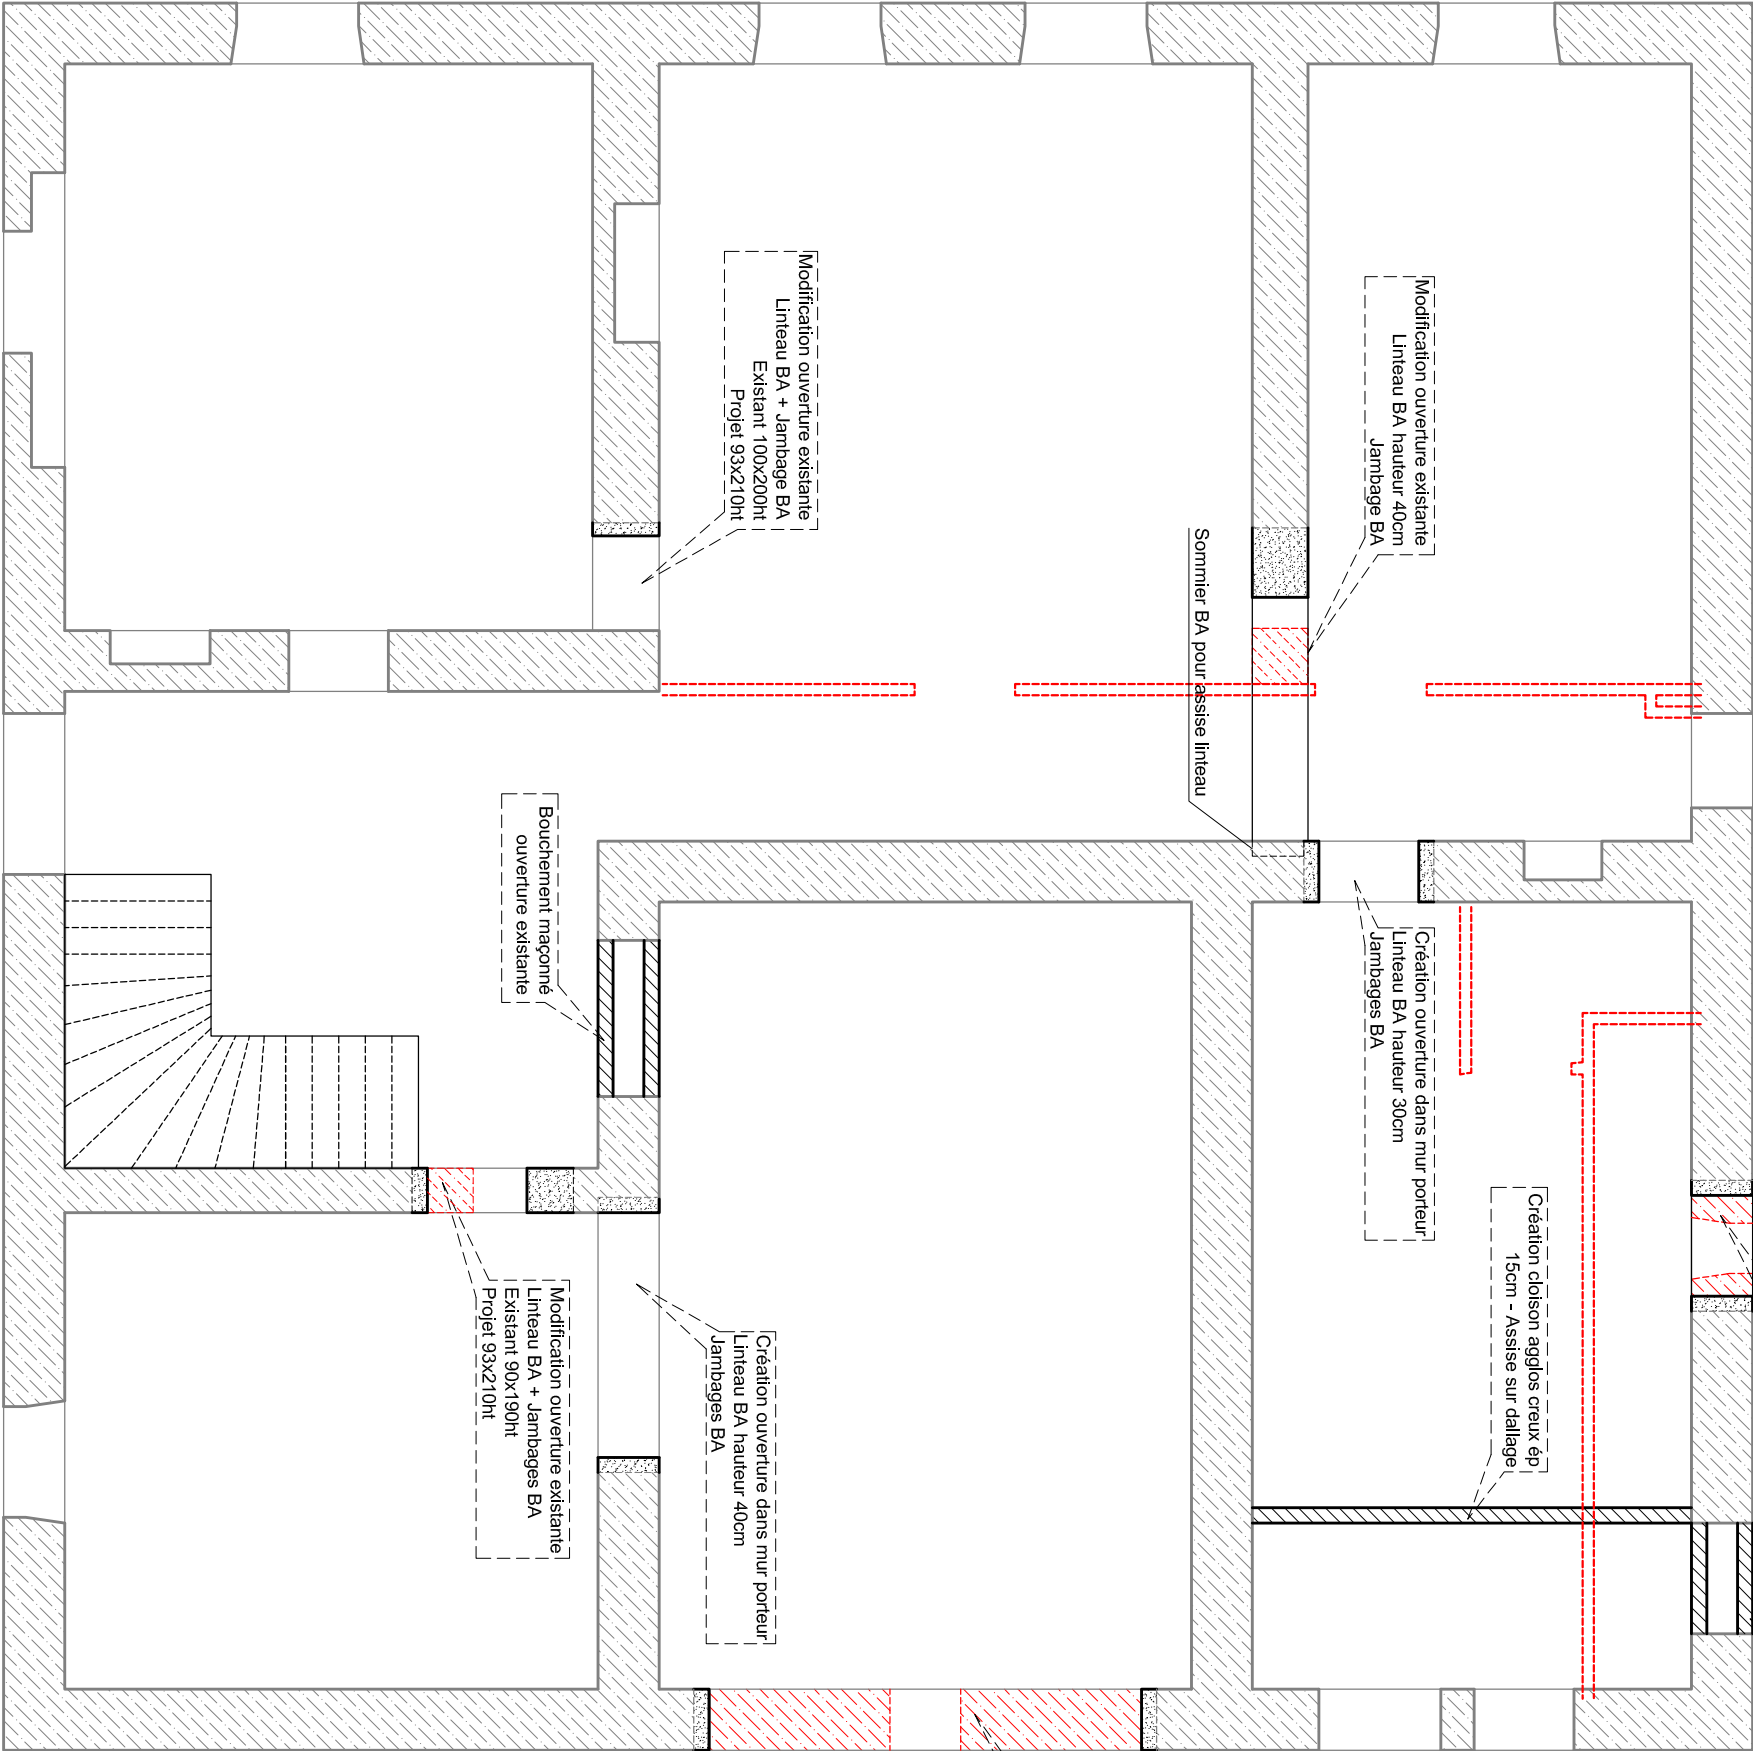 Modification ouverture existante
Linteau BA hauteur 40cm
Jambage BA
Modification ouverture existante
Linteau BA + Jambage BA
Existant 100x200ht
Projet 93x210ht
Sommier BA pour assise linteau
Bouchement maçonné
ouverture existante
Création ouverture dans mur porteur
Linteau BA hauteur 30cm
Jambages BA
Création cloison agglos creux ép
15cm - Assise sur dallage
Création ouverture dans mur porteur
Linteau BA hauteur 40cm
Jambages BA
Modification ouverture existante
Linteau BA + Jambages BA
Existant 90x190ht
Projet 93x210ht